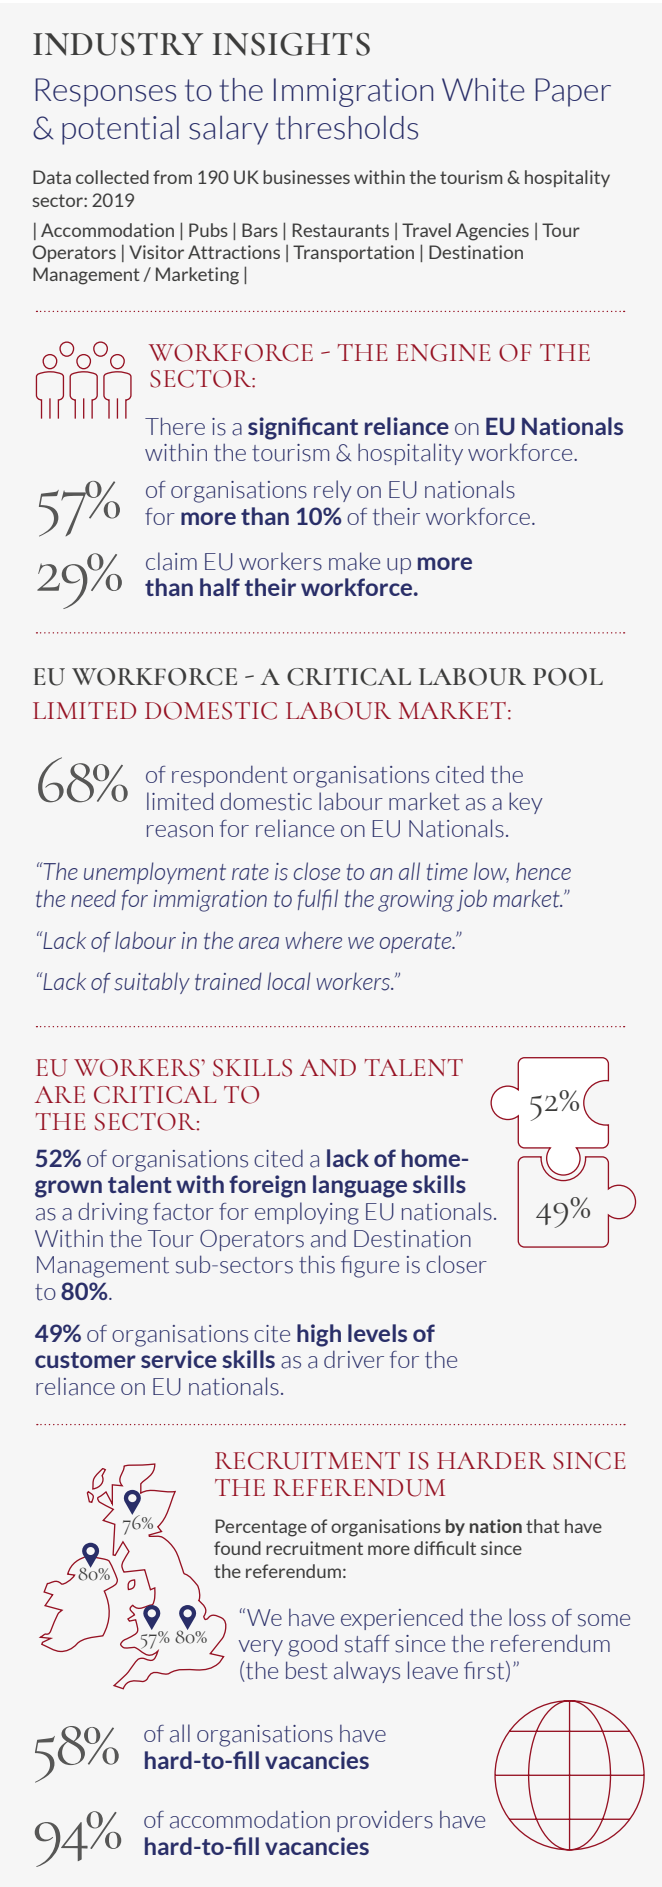 INDUSTRY INSIGHTS
Responses to the Immigration White Paper
& potential salary thresholds
Data collected from 190 UK businesses within the tourism & hospitality
sector: 2019
| Accommodation | Pubs | Bars | Restaurants | Travel Agencies | Tour
Operators | Visitor Attractions | Transportation | Destination
Management / Marketing |
WORKFORCE - THE ENGINE OF THE
SECTOR:
There is a significant reliance on EU Nationals
within the tourism & hospitality workforce.
57% of organisations rely on EU nationals
for more than 10% of their workforce.
29% claim EU workers make up more
than half their workforce.
EU WORKFORCE - A CRITICAL LABOUR POOL
LIMITED DOMESTIC LABOUR MARKET:
68% of respondent organisations cited the
limited domestic labour market as a key
reason for reliance on EU Nationals.
“The unemployment rate is close to an all time low, hence
the need for immigration to fulfil the growing job market.”
“Lack of labour in the area where we operate.”
“Lack of suitably trained local workers.”
EU WORKERS’ SKILLS AND TALENT
ARE CRITICAL TO
THE SECTOR:
52%
49%
52% of organisations cited a lack of home-
grown talent with foreign language skills
as a driving factor for employing EU nationals.
Within the Tour Operators and Destination
Management sub-sectors this figure is closer
to 80%.
49% of organisations cite high levels of
customer service skills as a driver for the
reliance on EU nationals.
RECRUITMENT IS HARDER SINCE
THE REFERENDUM
Percentage of organisations by nation that have
found recruitment more difficult since
the referendum:
76%
80%
57% 80%
“We have experienced the loss of some
very good staff since the referendum
(the best always leave first)”
58% of all organisations have
hard-to-fill vacancies
94% of accommodation providers have
hard-to-fill vacancies